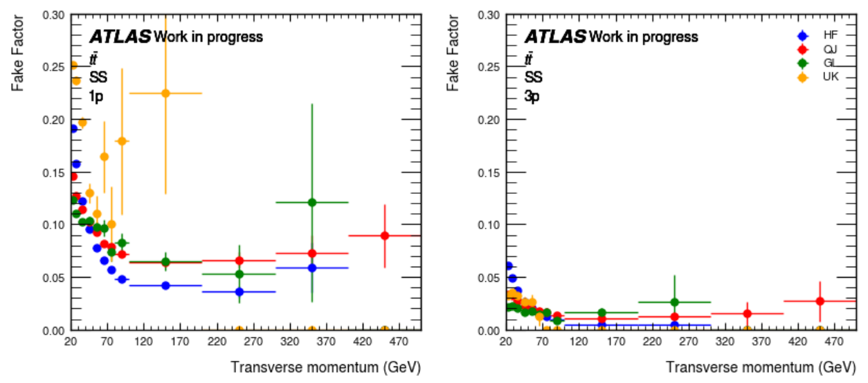 0.30
0.25
0.20
0.15
0.10
0.05
0.00
Fake Factor
ATLAS Work in progress
tt̄
SS
1p
20 70 120 170 220 270 320 370 420 470
Transverse momentum (GeV)
0.30
0.25
0.20
0.15
0.10
0.05
0.00
Fake Factor
ATLAS Work in progress
tt̄
SS
3p
HF
QJ
GL
UK
20 70 120 170 220 270 320 370 420 470
Transverse momentum (GeV)